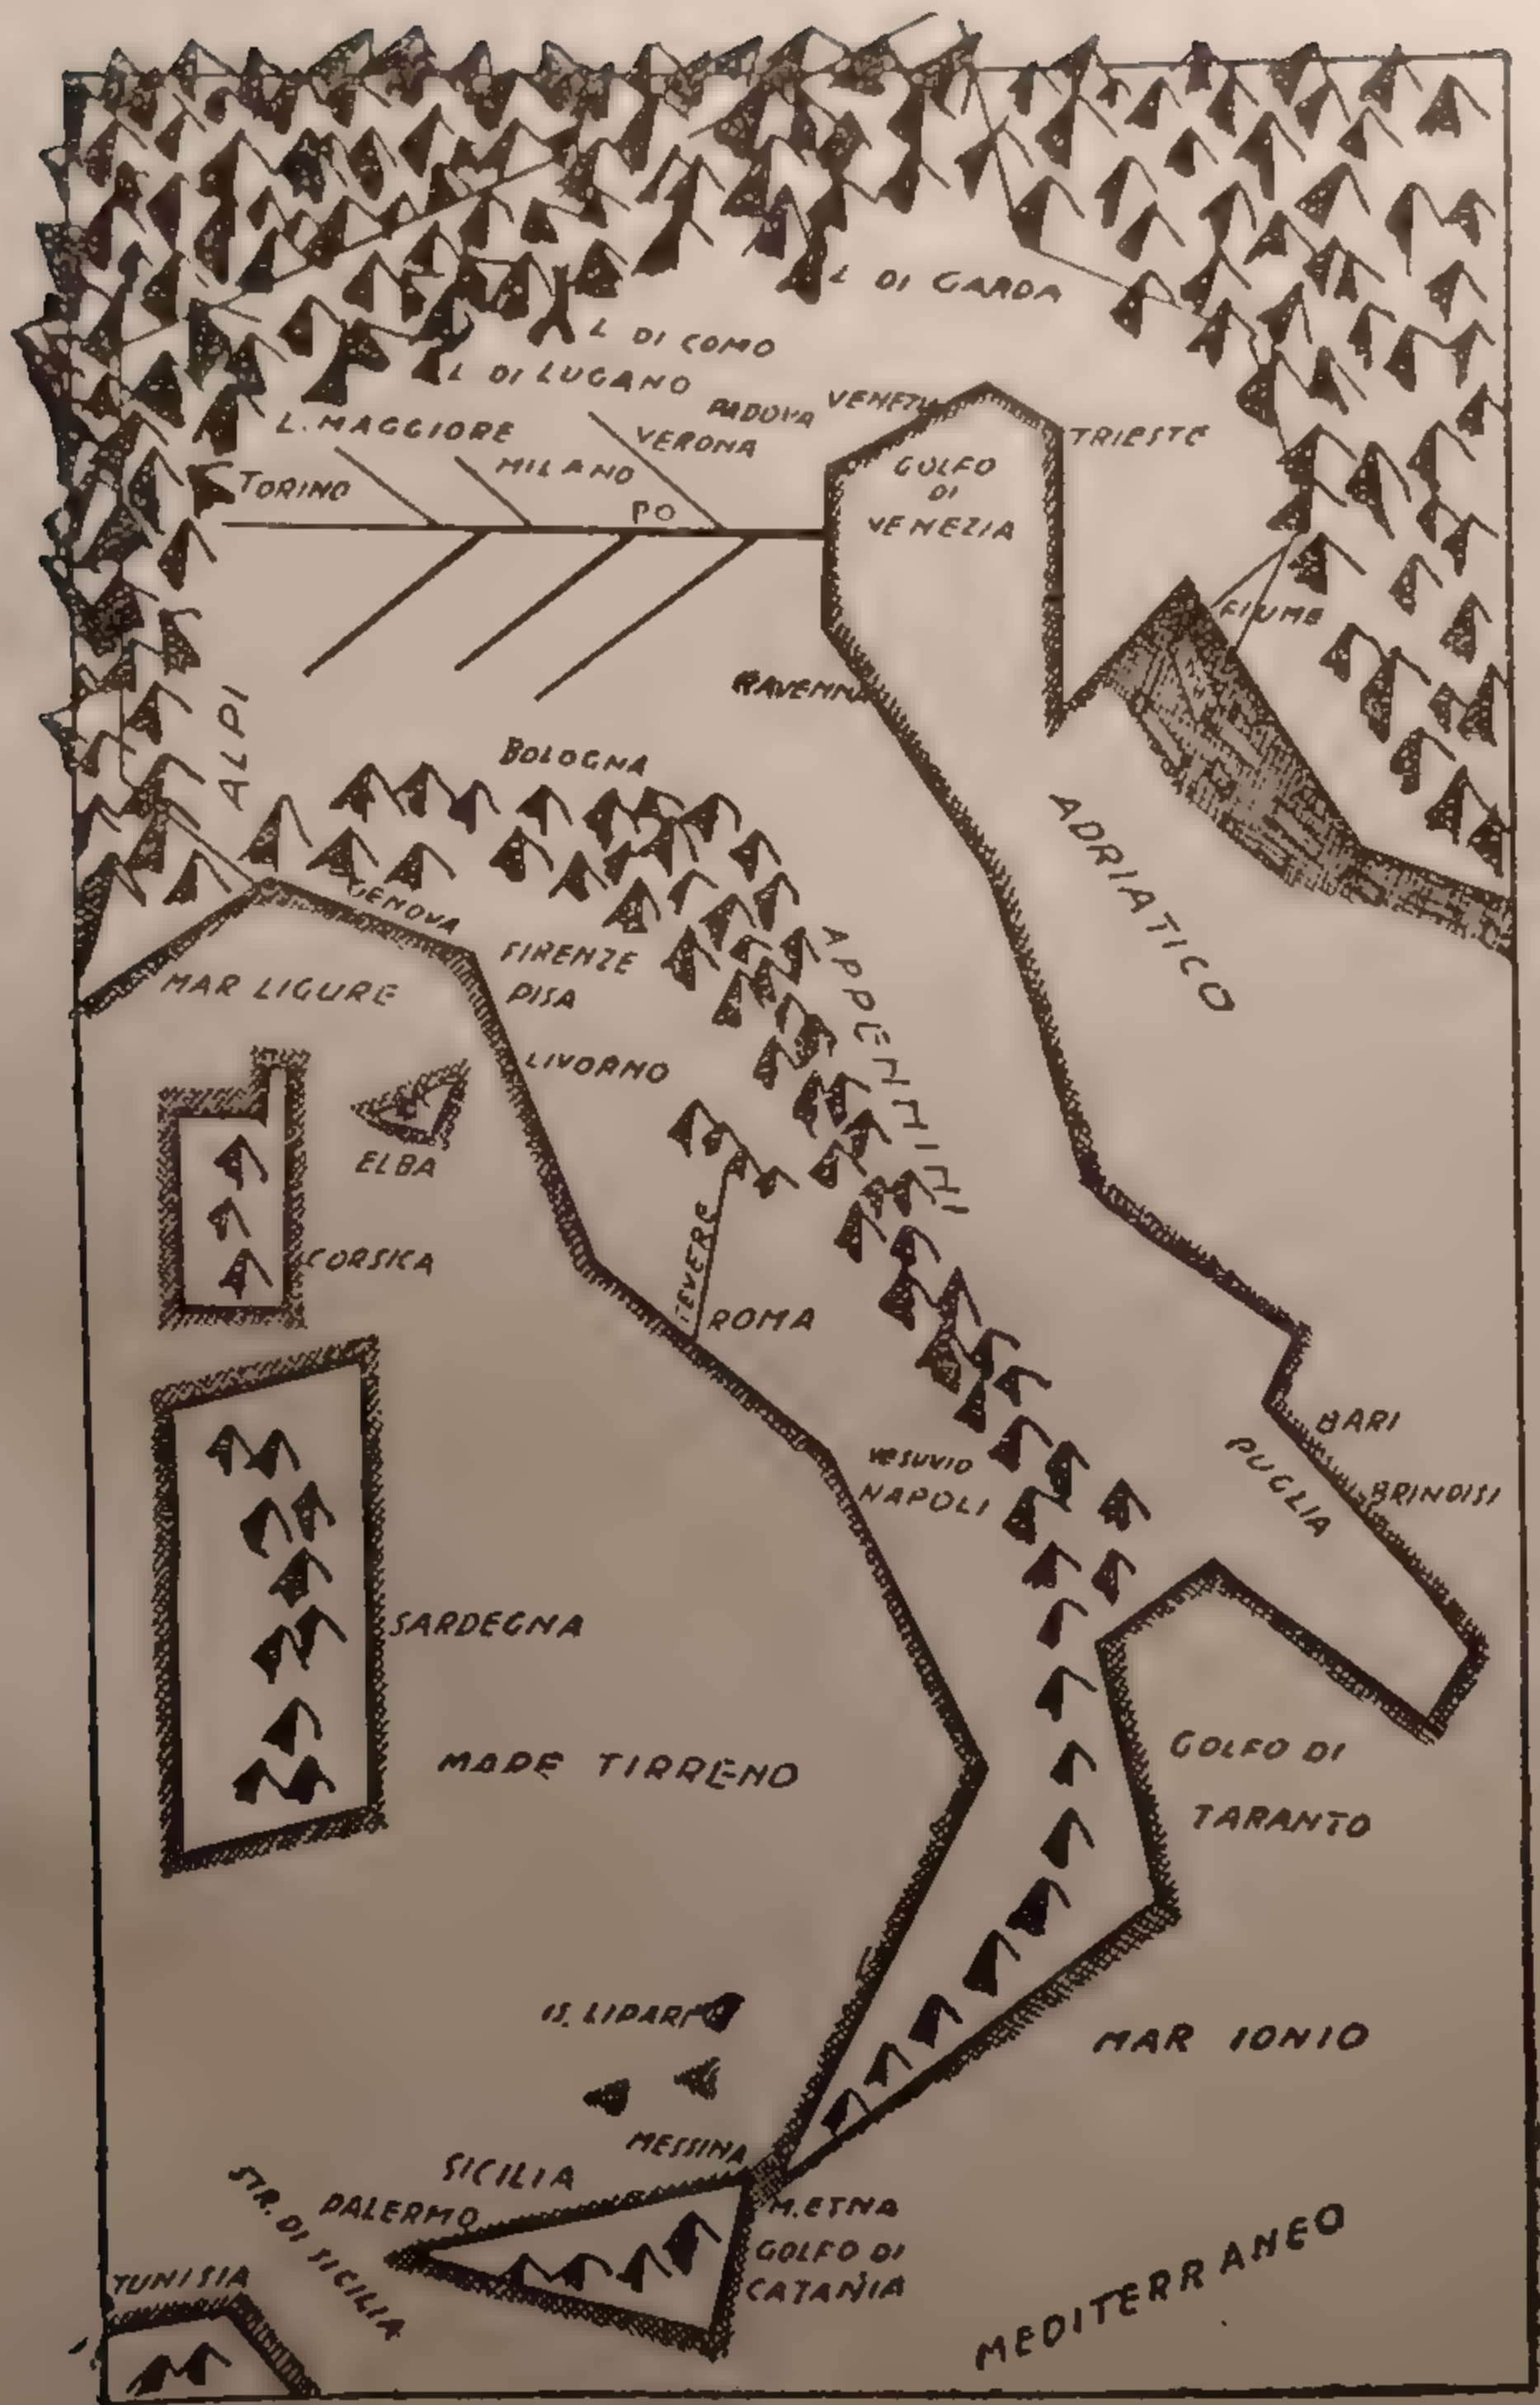 L DI GARDA
L DI COMO
L DI LUGANO
PADOVA
VENEZIA
L. MAGGIORE
VERONA
TRIESTE
MILANO
TORINO
PO
GOLFO
DI
VENEZIA
FIUME
RAVENNA
ALPI
BOLOGNA
ADRIATICO
GENOVA
FIRENZE
PISA
APPENNINI
MAR LIGURE
LIVORNO
ELBA
CORSICA
TEVERE
ROMA
BARI
VESUVIO
NAPOLI
PUGLIA
BRINDISI
SARDEGNA
MARE TIRRENO
GOLFO DI
TARANTO
IS. LIPARI
MAR IONIO
MESSINA
SICILIA
PALERMO
M. ETNA
STR. DI SICILIA
GOLFO DI
CATANIA
TUNISIA
MEDITERRANEO